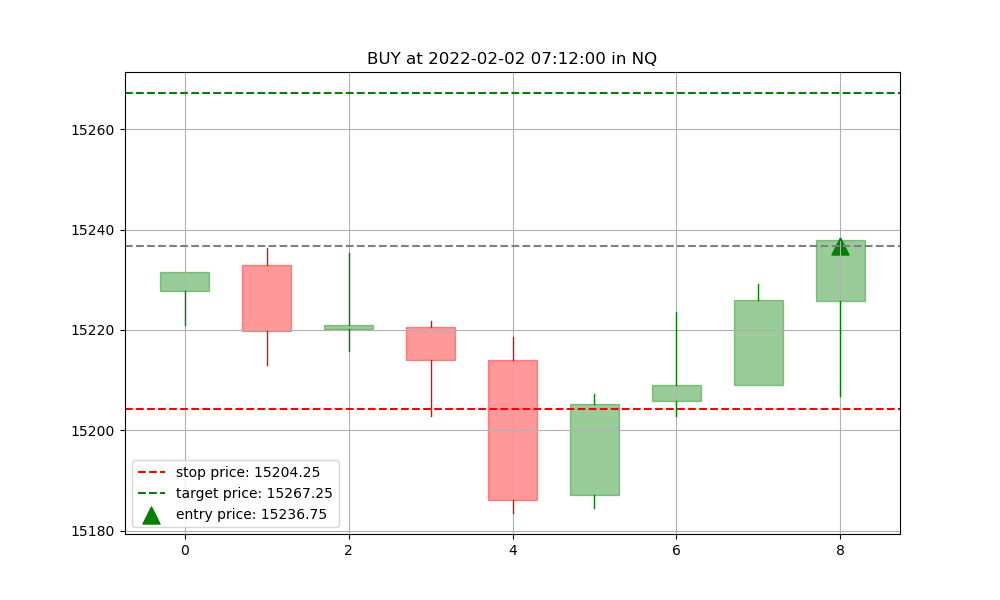 BUY at 2022-02-02 07:12:00 in NQ
15260
15240
15220
15200
15180
stop price: 15204.25
target price: 15267.25
entry price: 15236.75
0 2 4 6 8